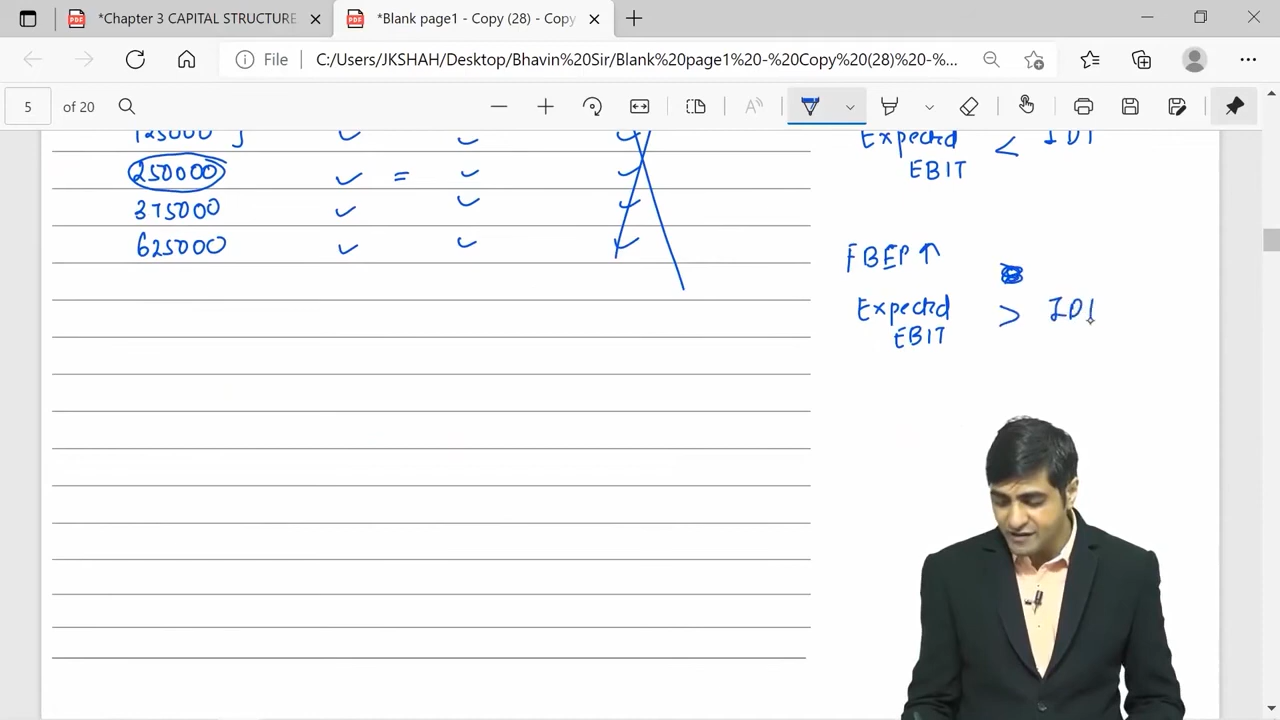 *Chapter 3 CAPITAL STRUCTURE
*Blank page1 - Copy (28) - Copy
File
C:/Users/JKSHAH/Desktop/Bhavin%20Sir/Blank%20page1%20-%20Copy%20(28)%20-%...
5 of 20
125000
250000 =
375000
625000
Expected < IDI
EBIT
FBEP↑
Expected > IDI
EBIT